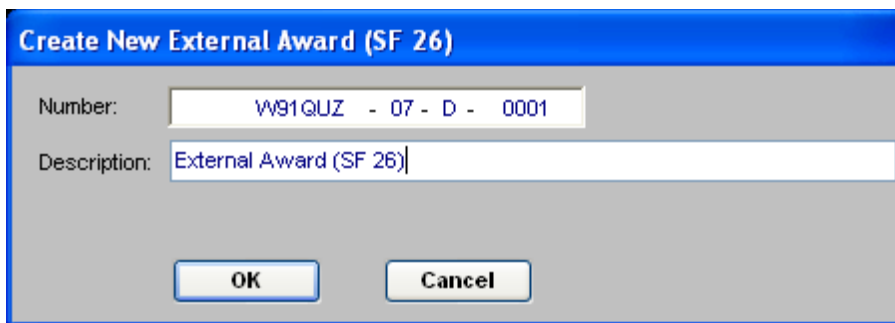 Create New External Award (SF 26)
Number: W91QUZ - 07 - D - 0001
Description: External Award (SF 26)
OK Cancel